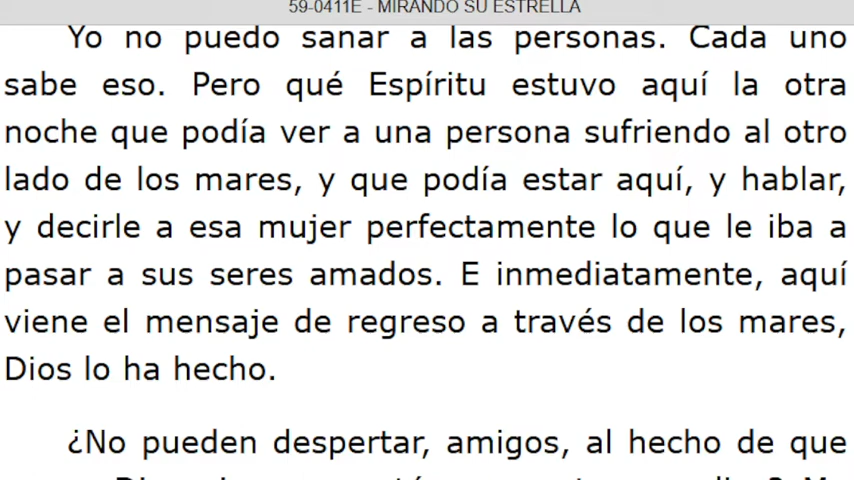 59-0411E - MIRANDO SU ESTRELLA
Yo no puedo sanar a las personas. Cada uno
sabe eso. Pero qué Espíritu estuvo aquí la otra
noche que podía ver a una persona sufriendo al otro
lado de los mares, y que podía estar aquí, y hablar,
y decirle a esa mujer perfectamente lo que le iba a
pasar a sus seres amados. E inmediatamente, aquí
viene el mensaje de regreso a través de los mares,
Dios lo ha hecho.
¿No pueden despertar, amigos, al hecho de que